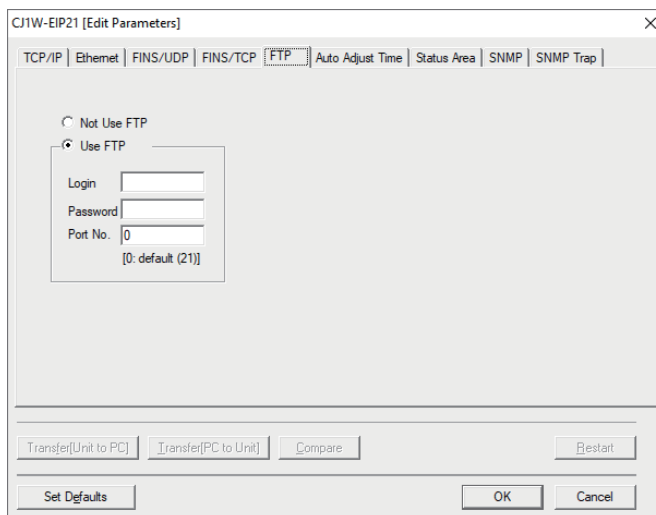 CJ1W-EIP21 [Edit Parameters]
TCP/IP Ethernet FINS/UDP FINS/TCP FTP Auto Adjust Time Status Area SNMP SNMP Trap
Not Use FTP
Use FTP
Login
Password
Port No. 0
[0: default (21)]
Transfer[Unit to PC] Transfer[PC to Unit] Compare Restart
Set Defaults OK Cancel